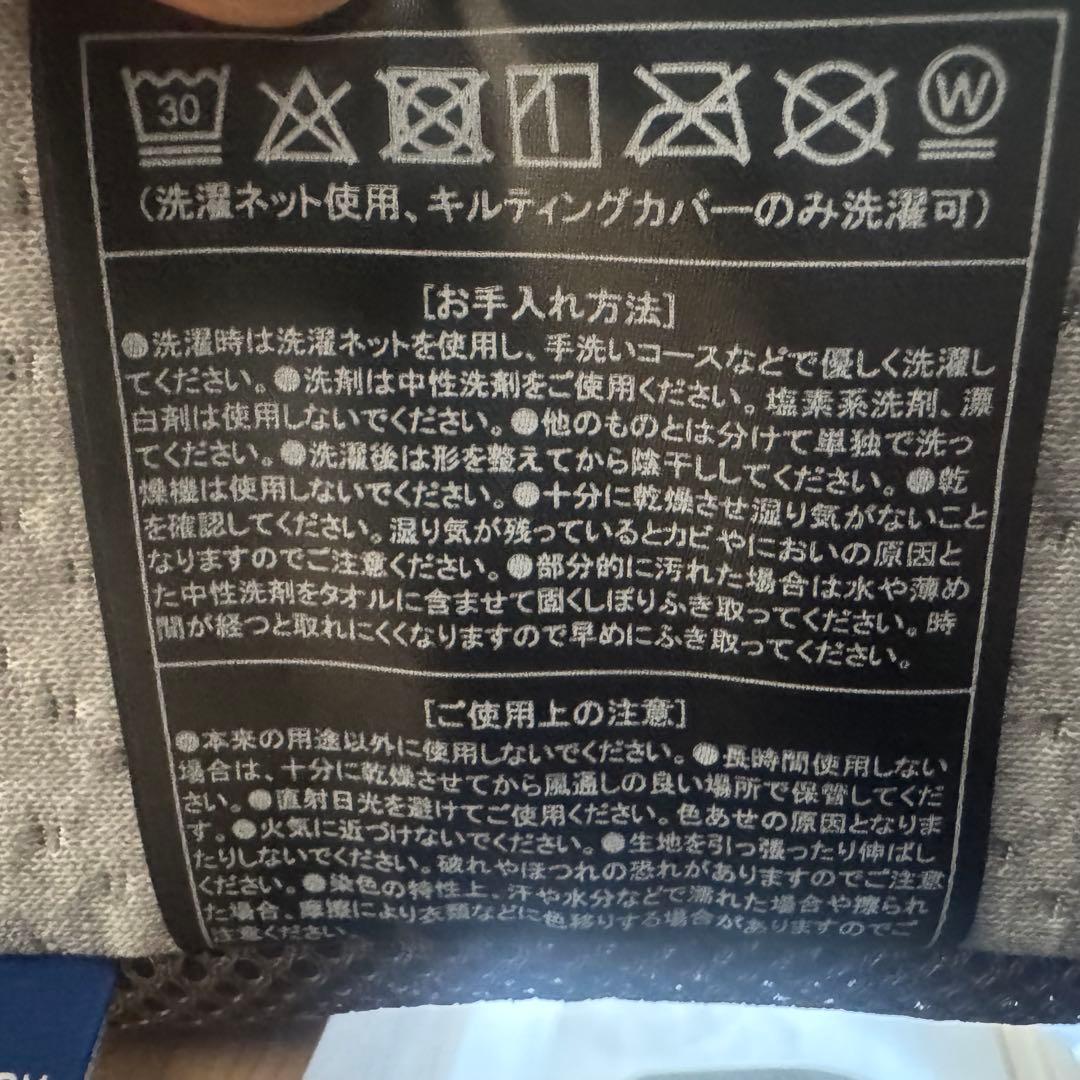 30
W
(洗濯ネット使用、キルティングカバーのみ洗濯可)
[お手入れ方法]
●洗濯時は洗濯ネットを使用し、手洗いコースなどで優しく洗濯し
てください。●洗剤は中性洗剤をご使用ください。塩素系洗剤、漂
白剤は使用しないでください。●他のものとは分けて単独で洗っ
てください。●洗濯後は形を整えてから陰干ししてください。●乾
燥機は使用しないでください。●十分に乾燥させ湿り気がないこと
を確認してください。湿り気が残っているとカビやにおいの原因と
なりますのでご注意ください。●部分的に汚れた場合は水や薄め
た中性洗剤をタオルに含ませて固くしぼりふき取ってください。時
間が経つと取れにくくなりますので早めにふき取ってください。
[ご使用上の注意]
●本来の用途以外に使用しないでください。●長時間使用しない
場合は、十分に乾燥させてから風通しの良い場所で保管してくだ
さい。●直射日光を避けてご使用ください。色あせの原因となりま
す。●火気に近づけないでください。●生地を引っ張ったり伸ばし
たりしないでください。破れやほつれの恐れがありますのでご注意
ください。●染色の特性上、汗や水分などで濡れた場合や擦られ
た場合、摩擦により衣類などに色移りする場合がありますのでご
注意ください